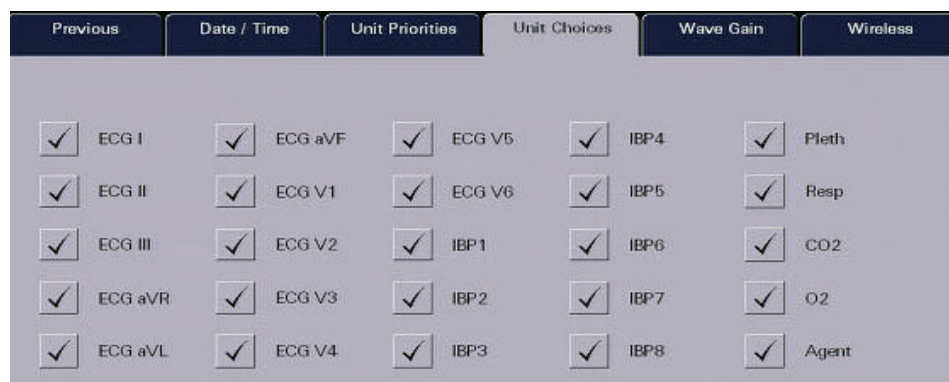 Previous Date / Time Unit Priorities Unit Choices Wave Gain Wireless
ECG I ECG aVF ECG V5 IBP4 Pleth
ECG II ECG V1 ECG V6 IBP5 Resp
ECG III ECG V2 IBP1 IBP6 CO2
ECG aVR ECG V3 IBP2 IBP7 O2
ECG aVL ECG V4 IBP3 IBP8 Agent